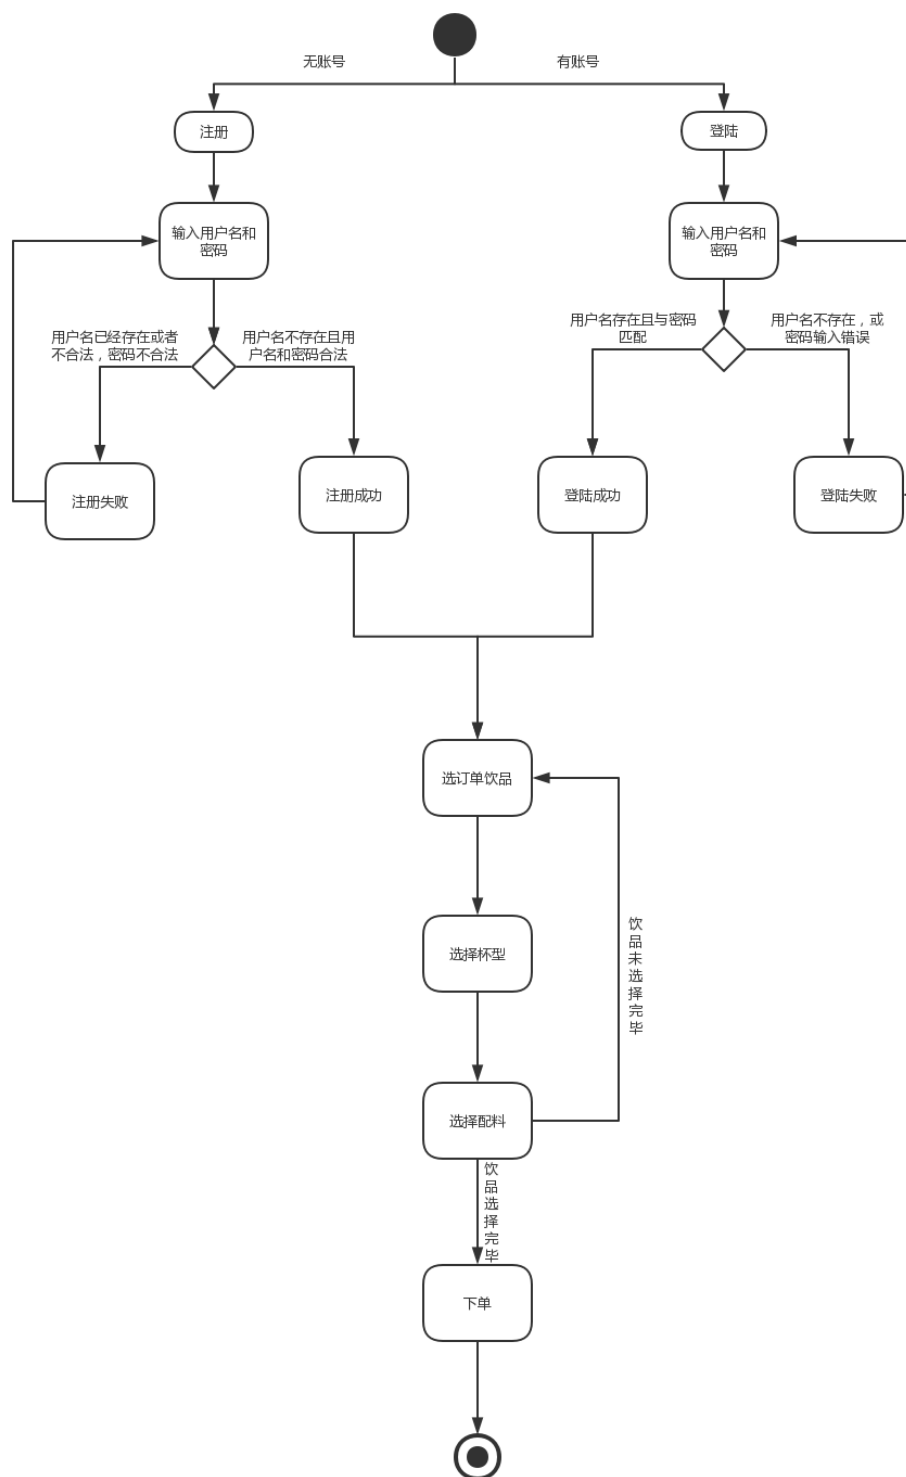 无账号
有账号
注册
登陆
输入用户名和
密码
输入用户名和
密码
用户名已经存在或者
不合法，密码不合法
用户名不存在且用
户名和密码合法
用户名存在且与密码
匹配
用户名不存在，或
密码输入错误
注册失败
注册成功
登陆成功
登陆失败
选订单饮品
饮品未选择完毕
选择杯型
选择配料
饮品选择完毕
下单